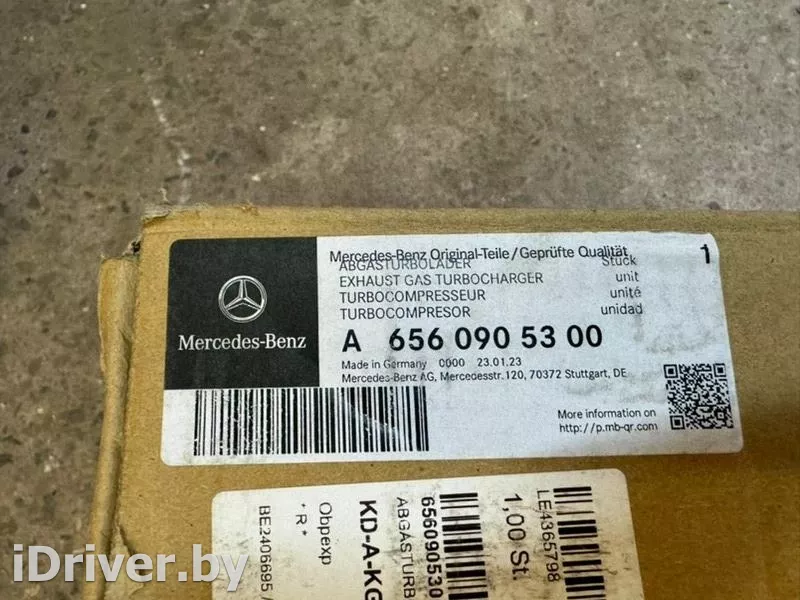 Mercedes-Benz Original-Teile/Geprüfte Qualität 1
ABGASTURBOLADER Stück
EXHAUST GAS TURBOCHARGER unit
TURBOCOMPRESSEUR unité
TURBOCOMPRESOR unidad
Mercedes-Benz
A 656 090 53 00
Made in Germany 0000 23.01.23
Mercedes-Benz AG, Mercedesstr.120, 70372 Stuttgart, DE
More information on
http://p.mb-qr.com
LE4365798
1,00 St.
656090530
ABGASTURB
KD-A-KG
Obpexp
*R*
BE2406695
iDriver.by